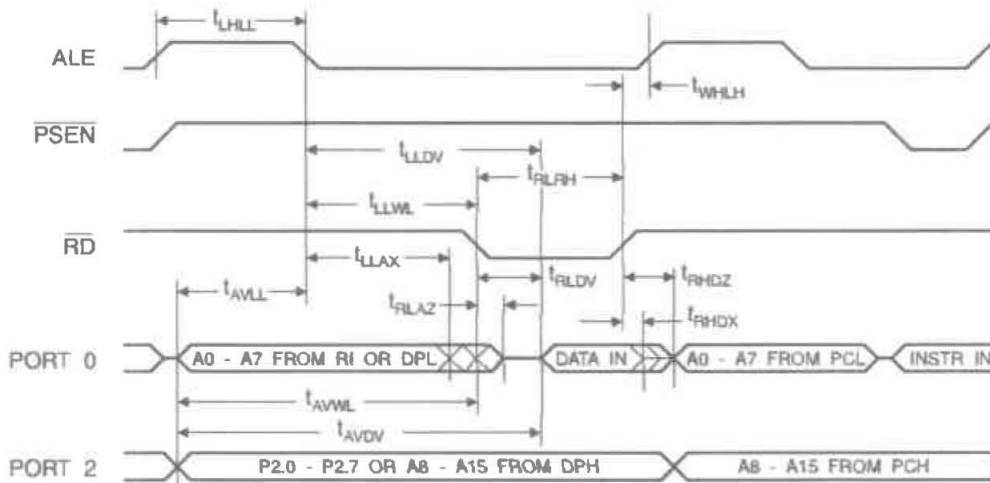 tLHLL
ALE
tWHLH
PSEN
tLLDV
tRLRH
tLLWL
RD
tLLAX
tRLDV
tRHDZ
tAVLL
tRLAZ
tRHDX
PORT 0
A0 - A7 FROM RI OR DPL
DATA IN
A0 - A7 FROM PCL
INSTR IN
tAVWL
tAVDV
PORT 2
P2.0 - P2.7 OR A8 - A15 FROM DPH
A8 - A15 FROM PCH